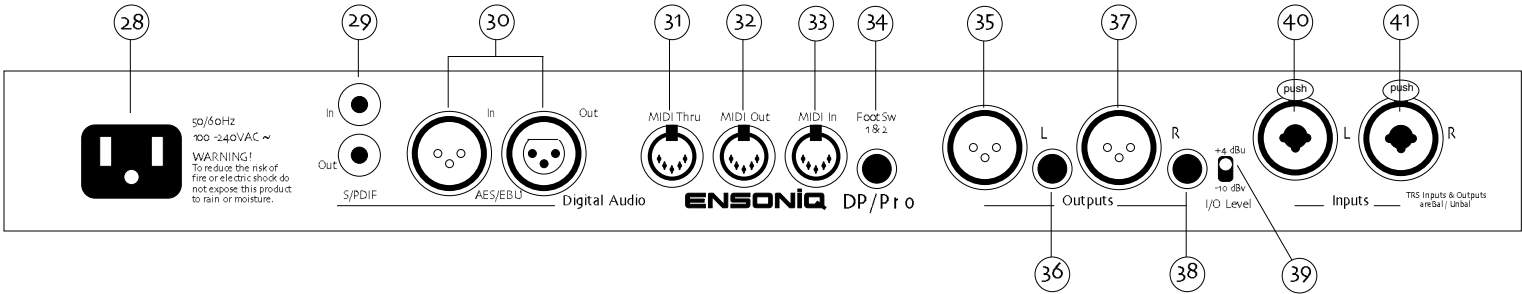 28
29
30
31
32
33
34
35
37
40
41
50/60Hz
100 -240VAC ~
WARNING!
To reduce the risk of
fire or electric shock do
not expose this product
to rain or moisture.
In
Out
S/PDIF
In
Out
AES/EBU
Digital Audio
MIDI Thru
MIDI Out
MIDI In
Foot Sw
1 & 2
ENSONIQ DP/Pro
L
R
Outputs
+4 dBu
-10 dBv
I/O Level
push
push
L
R
Inputs
TRS Inputs & Outputs
are Bal / Unbal
36
38
39